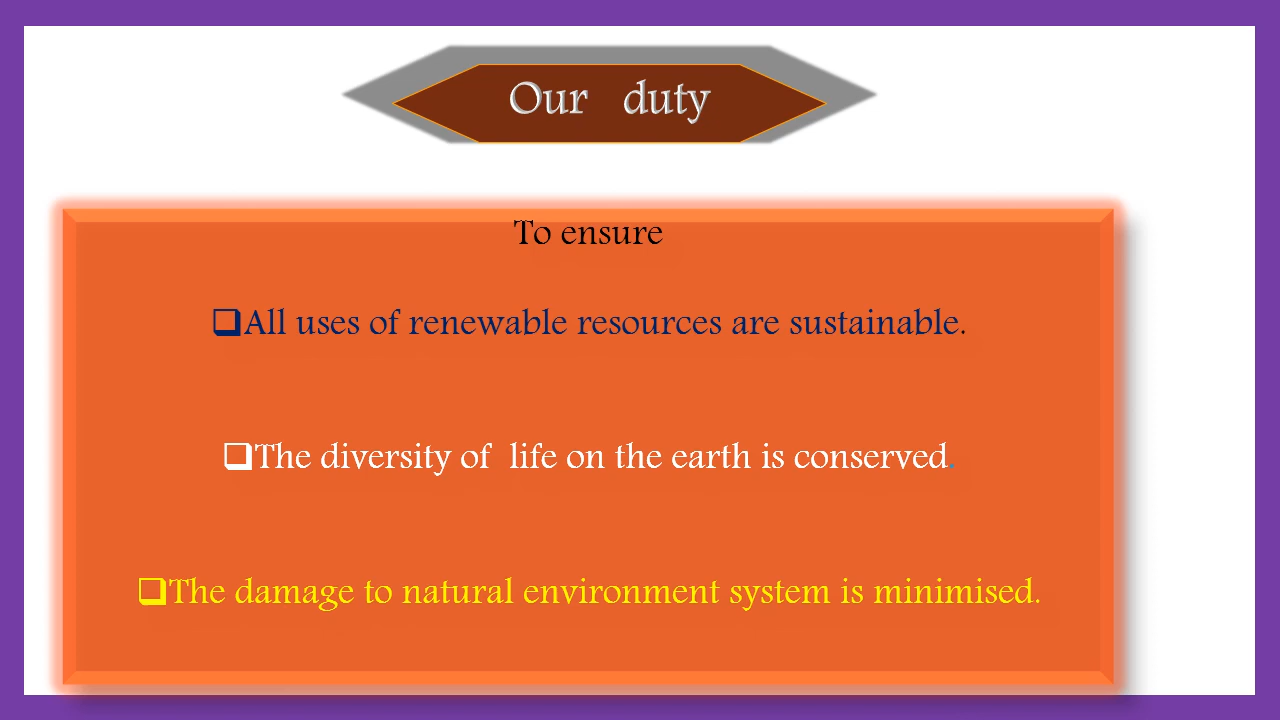 Our duty
To ensure
❑All uses of renewable resources are sustainable.
❑The diversity of life on the earth is conserved.
❑The damage to natural environment system is minimised.